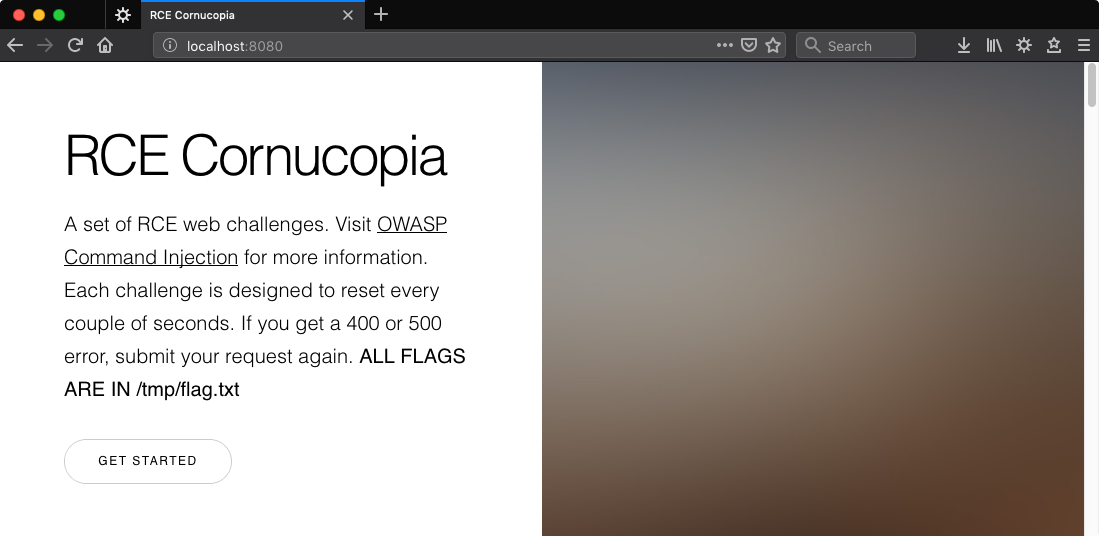 RCE Cornucopia
localhost:8080
Search
RCE Cornucopia
A set of RCE web challenges. Visit OWASP
Command Injection for more information.
Each challenge is designed to reset every
couple of seconds. If you get a 400 or 500
error, submit your request again. ALL FLAGS
ARE IN /tmp/flag.txt
GET STARTED